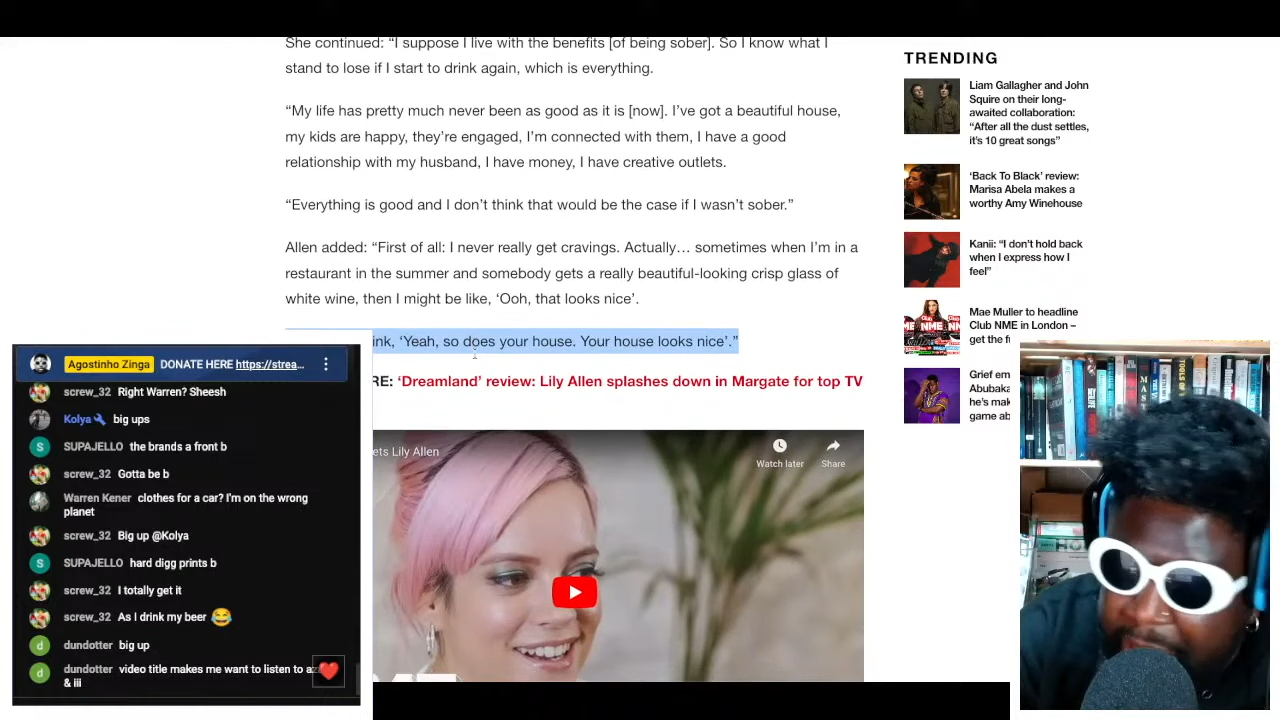 She continued: “I suppose I live with the benefits [of being sober]. So I know what I
stand to lose if I start to drink again, which is everything.
“My life has pretty much never been as good as it is [now]. I’ve got a beautiful house,
my kids are happy, they’re engaged, I’m connected with them, I have a good
relationship with my husband, I have money, I have creative outlets.
“Everything is good and I don’t think that would be the case if I wasn’t sober.”
Allen added: “First of all: I never really get cravings. Actually… sometimes when I’m in a
restaurant in the summer and somebody gets a really beautiful-looking crisp glass of
white wine, then I might be like, ‘Ooh, that looks nice’.
ink, ‘Yeah, so does your house. Your house looks nice’.”
RE: ‘Dreamland’ review: Lily Allen splashes down in Margate for top TV
ets Lily Allen
Watch later
Share
TRENDING
Liam Gallagher and John
Squire on their long-
awaited collaboration:
“After all the dust settles,
it’s 10 great songs”
‘Back To Black’ review:
Marisa Abela makes a
worthy Amy Winehouse
Kanii: “I don’t hold back
when I express how I
feel”
Mae Muller to headline
Club NME in London –
get the f
Grief em
Abubaka
he’s mak
game ab
Agostinho Zinga DONATE HERE https://strea...
screw_32 Right Warren? Sheesh
Kolya big ups
SUPAJELLO the brands a front b
screw_32 Gotta be b
Warren Kener clothes for a car? I'm on the wrong
planet
screw_32 Big up @Kolya
SUPAJELLO hard digg prints b
screw_32 I totally get it
screw_32 As I drink my beer 😂
dundotter big up
dundotter video title makes me want to listen to a
& iii